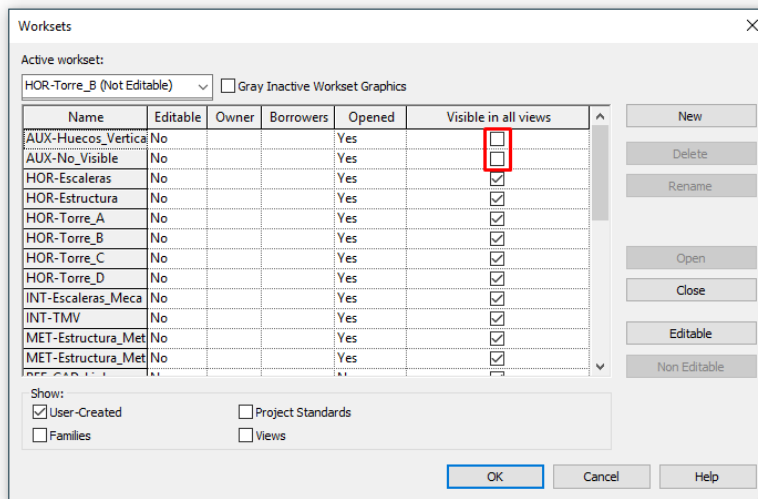 Worksets
Active workset:
HOR-Torre_B (Not Editable)
Gray Inactive Workset Graphics
Name Editable Owner Borrowers Opened Visible in all views
AUX-Huecos_Vertica No Yes
AUX-No_Visible No Yes
HOR-Escaleras No Yes
HOR-Estructura No Yes
HOR-Torre_A No Yes
HOR-Torre_B No Yes
HOR-Torre_C No Yes
HOR-Torre_D No Yes
INT-Escaleras_Meca No Yes
INT-TMV No Yes
MET-Estructura_Met No Yes
MET-Estructura_Met No Yes
New
Delete
Rename
Open
Close
Editable
Non Editable
Show:
User-Created
Project Standards
Families
Views
OK
Cancel
Help